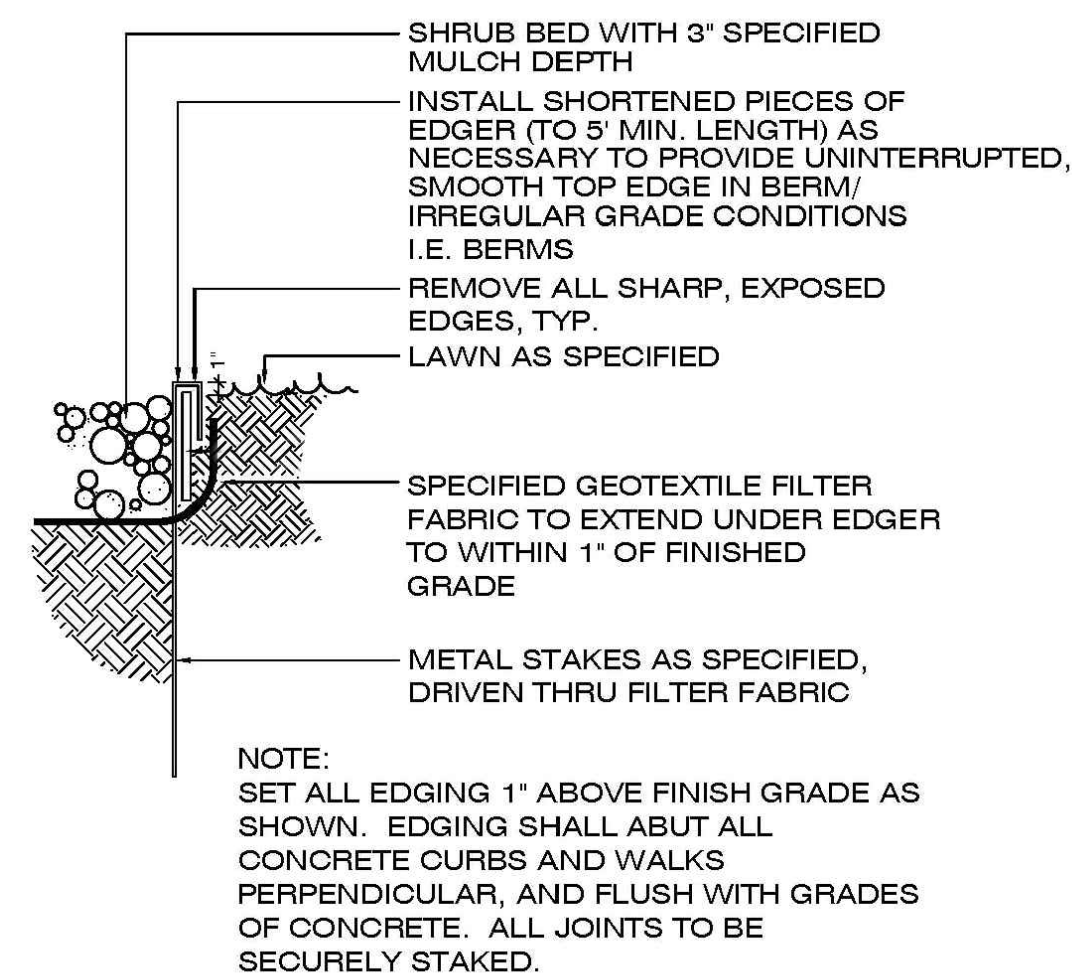 SHRUB BED WITH 3" SPECIFIED
MULCH DEPTH
INSTALL SHORTENED PIECES OF
EDGER (TO 5' MIN. LENGTH) AS
NECESSARY TO PROVIDE UNINTERRUPTED,
SMOOTH TOP EDGE IN BERM/
IRREGULAR GRADE CONDITIONS
I.E. BERMS
REMOVE ALL SHARP, EXPOSED
EDGES, TYP.
LAWN AS SPECIFIED
1"
SPECIFIED GEOTEXTILE FILTER
FABRIC TO EXTEND UNDER EDGER
TO WITHIN 1" OF FINISHED
GRADE
METAL STAKES AS SPECIFIED,
DRIVEN THRU FILTER FABRIC
NOTE:
SET ALL EDGING 1" ABOVE FINISH GRADE AS
SHOWN. EDGING SHALL ABUT ALL
CONCRETE CURBS AND WALKS
PERPENDICULAR, AND FLUSH WITH GRADES
OF CONCRETE. ALL JOINTS TO BE
SECURELY STAKED.